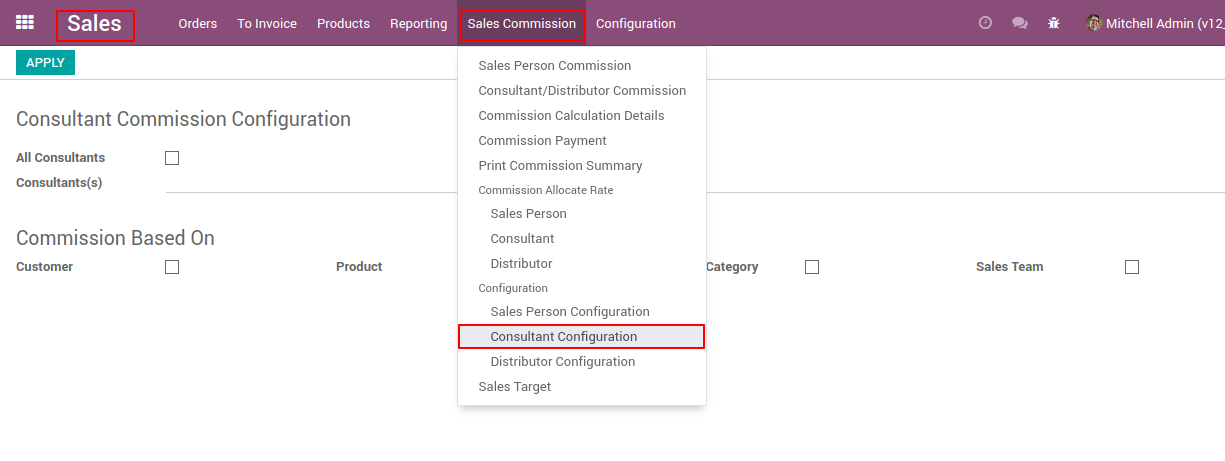 Sales Orders To Invoice Products Reporting Sales Commission Configuration Mitchell Admin (v12_
APPLY
Sales Person Commission
Consultant/Distributor Commission
Commission Calculation Details
Commission Payment
Print Commission Summary
Commission Allocate Rate
Sales Person
Consultant
Distributor
Configuration
Sales Person Configuration
Consultant Configuration
Distributor Configuration
Sales Target
Consultant Commission Configuration
All Consultants
Consultants(s)
Commission Based On
Customer Product Category Sales Team